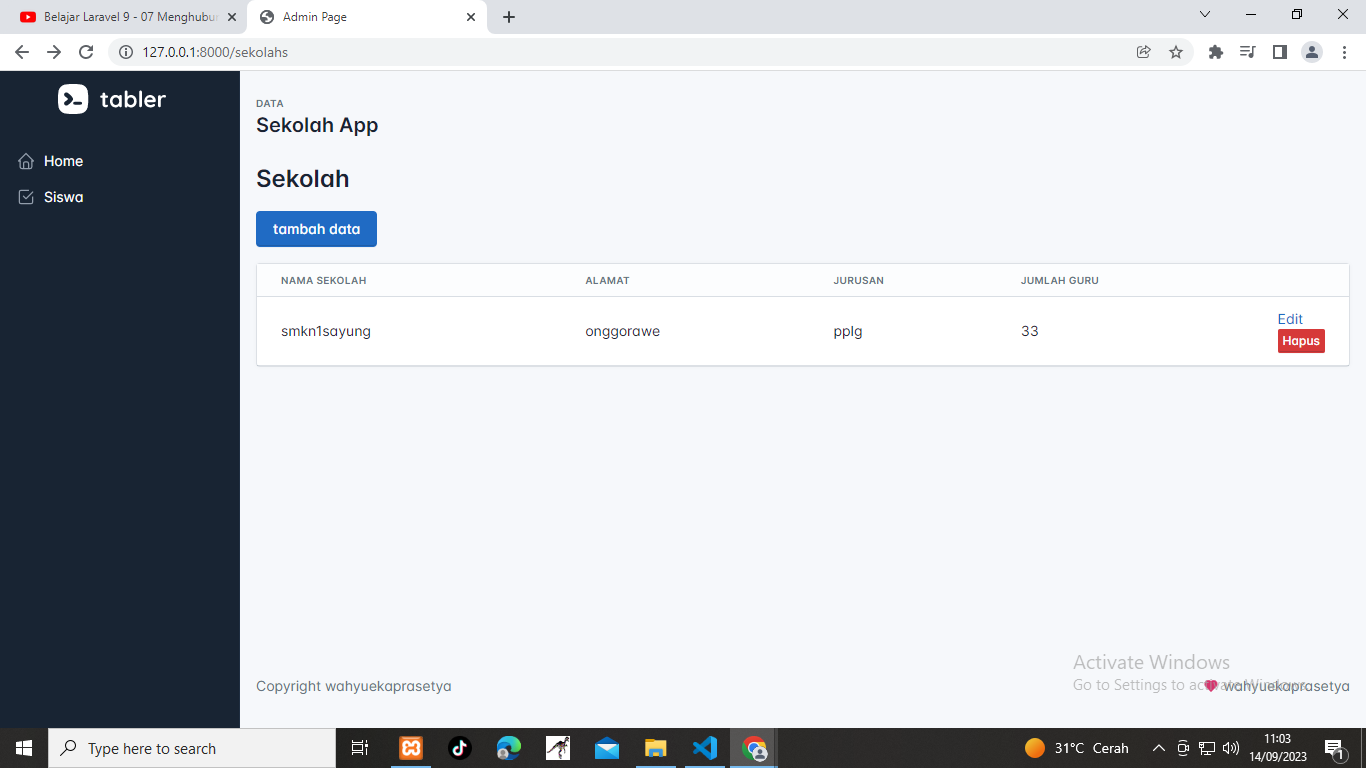 Belajar Laravel 9 - 07 Menghubu
Admin Page
127.0.0.1:8000/sekolahs
tabler
Home
Siswa
DATA
Sekolah App
Sekolah
tambah data
NAMA SEKOLAH ALAMAT JURUSAN JUMLAH GURU
smkn1sayung onggorawe pplg 33
Edit
Hapus
Activate Windows
Go to Settings to activate Windows.
Copyright wahyuekaprasetya
wahyuekaprasetya
Type here to search
31°C Cerah
11:03
14/09/2023
1